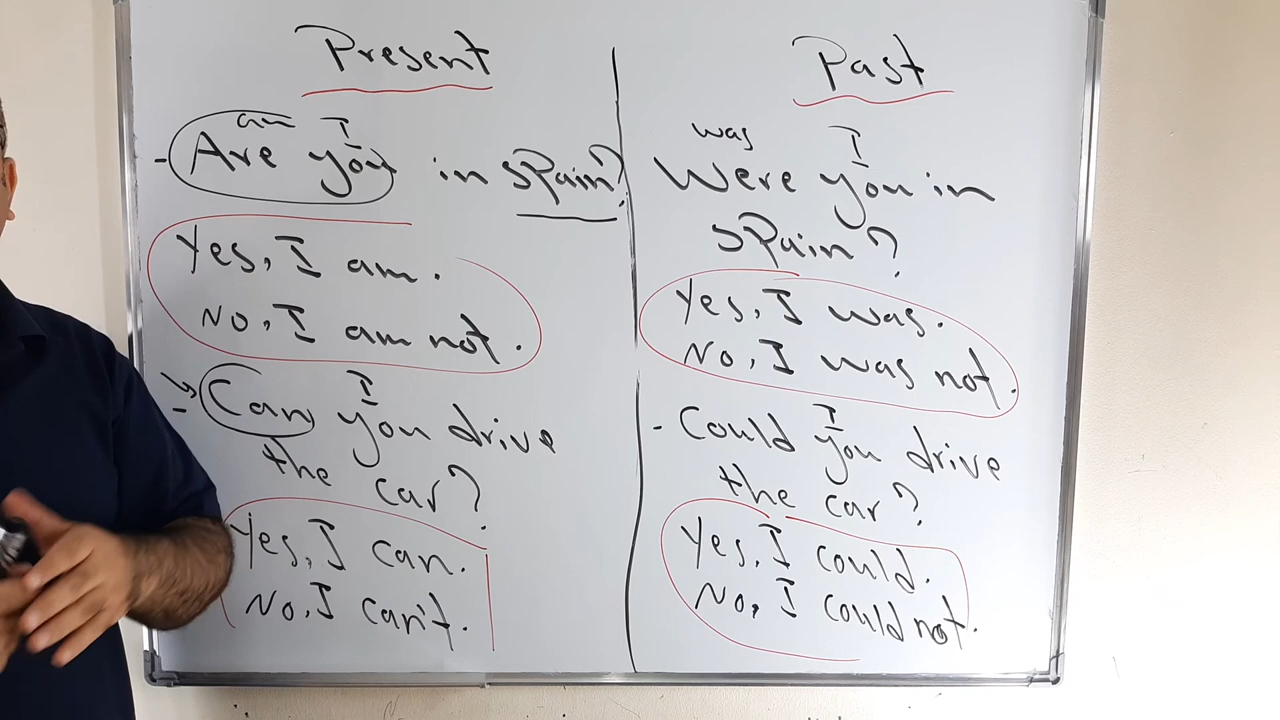 Present
am I
- Are you in spain?
Yes, I am.
No, I am not.
I
- Can you drive
the car?
Yes, I can.
No, I can't.
Past
was I
Were you in
spain?
Yes, I was.
No, I was not.
I
- Could you drive
the car?
Yes, I could.
No, I could not.